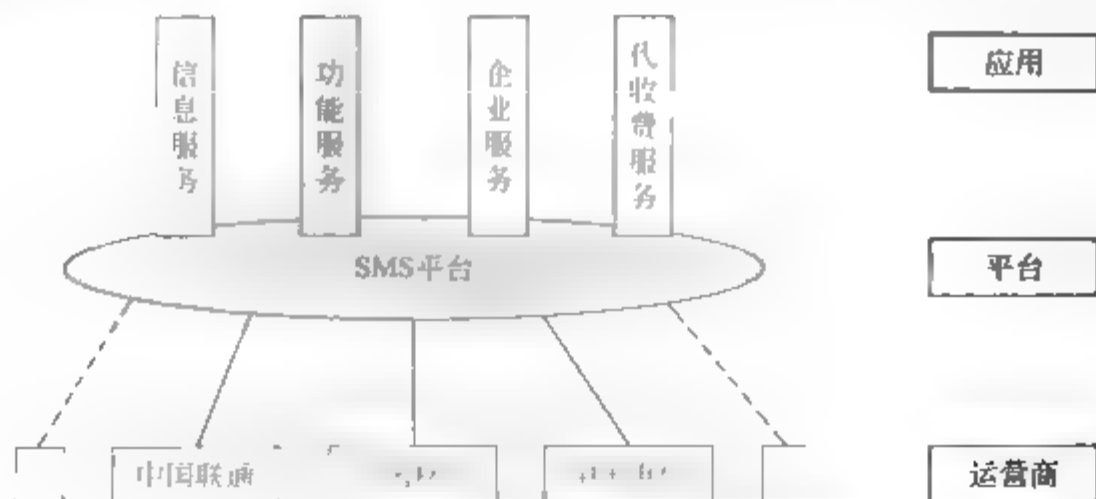 信息服务
功能服务
企业服务
代收费服务
应用
SMS平台
平台
中国联通
运营商